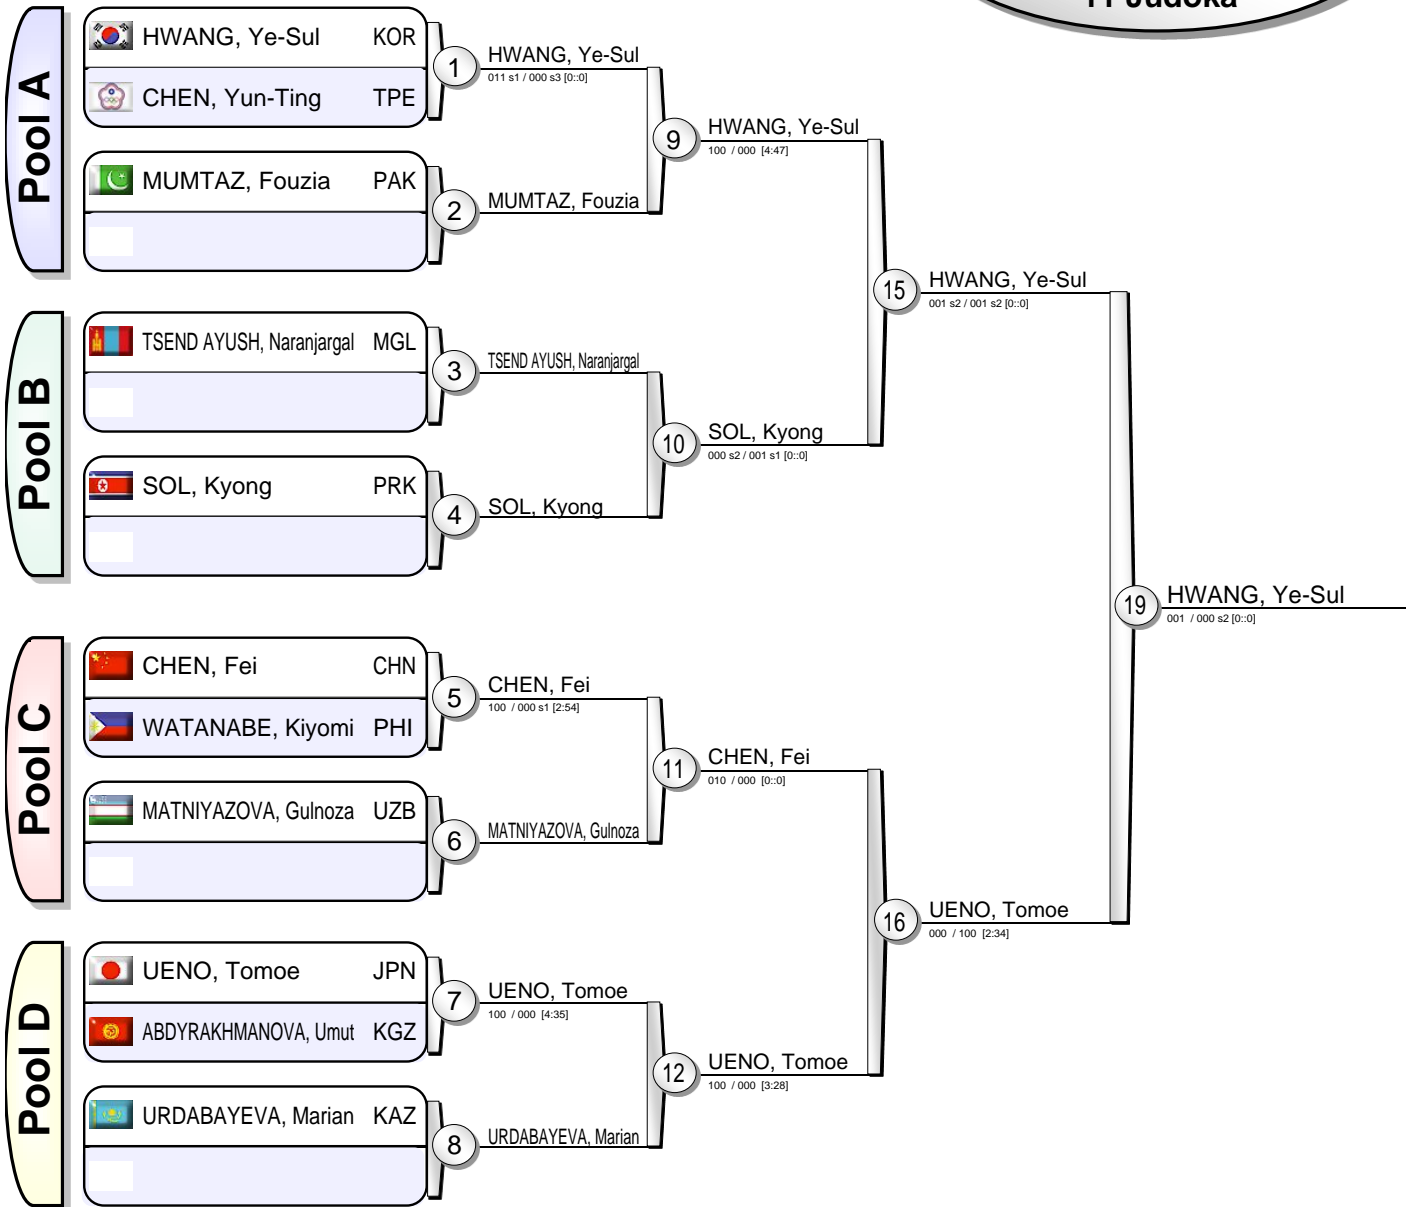 11 Judoka
Pool A
HWANG, Ye-Sul KOR
CHEN, Yun-Ting TPE
MUMTAZ, Fouzia PAK
1
HWANG, Ye-Sul
011 s1 / 000 s3 [0::0]
2
MUMTAZ, Fouzia
9
HWANG, Ye-Sul
100 / 000 [4:47]
Pool B
TSEND AYUSH, Naranjargal MGL
SOL, Kyong PRK
3
TSEND AYUSH, Naranjargal
4
SOL, Kyong
10
SOL, Kyong
000 s2 / 001 s1 [0::0]
15
HWANG, Ye-Sul
001 s2 / 001 s2 [0::0]
Pool C
CHEN, Fei CHN
WATANABE, Kiyomi PHI
MATNIYAZOVA, Gulnoza UZB
5
CHEN, Fei
100 / 000 s1 [2:54]
6
MATNIYAZOVA, Gulnoza
11
CHEN, Fei
010 / 000 [0::0]
Pool D
UENO, Tomoe JPN
ABDYRAKHMANOVA, Umut KGZ
URDABAYEVA, Marian KAZ
7
UENO, Tomoe
100 / 000 [4:35]
8
URDABAYEVA, Marian
12
UENO, Tomoe
100 / 000 [3:28]
16
UENO, Tomoe
000 / 100 [2:34]
19
HWANG, Ye-Sul
001 / 000 s2 [0::0]